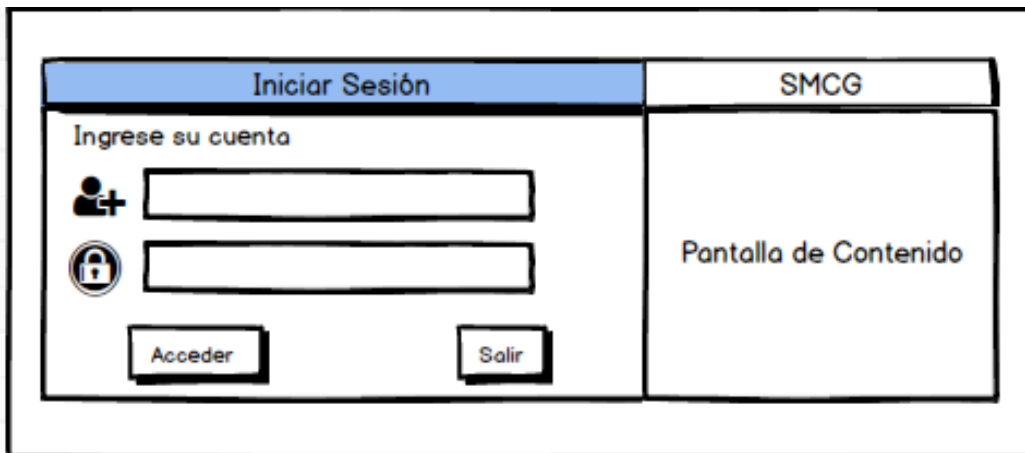 Iniciar Sesión
SMCG
Ingrese su cuenta
Pantalla de Contenido
Acceder
Salir